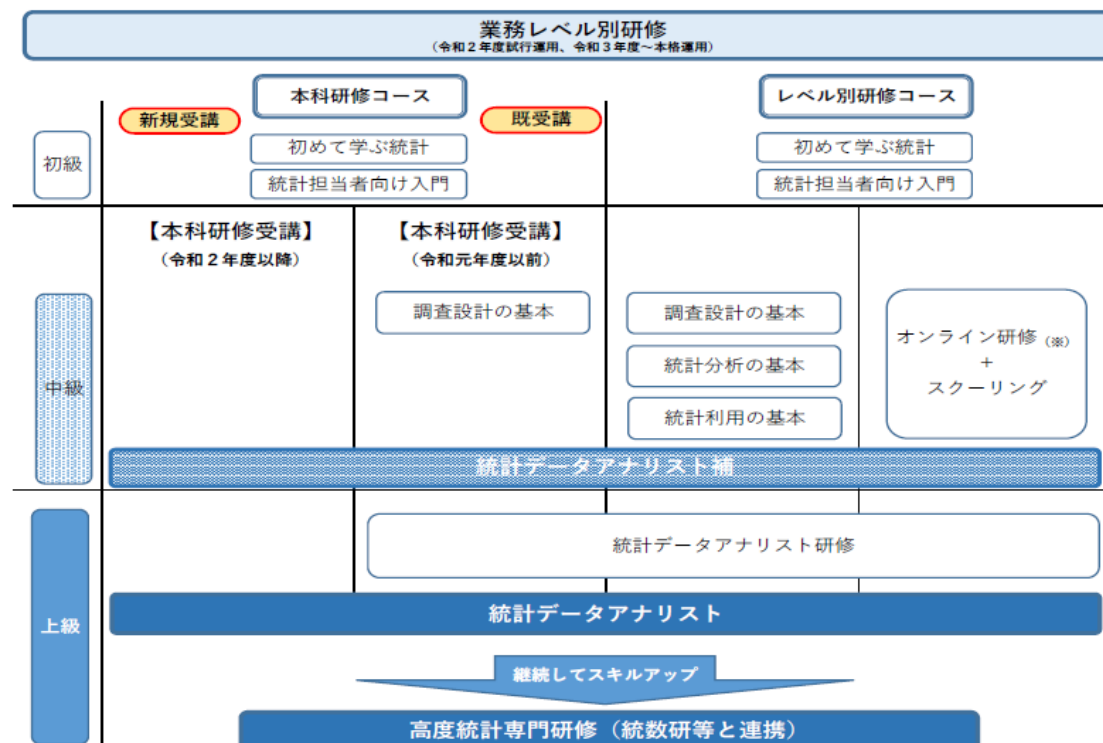 業務レベル別研修
(令和2年度試行運用、令和3年度~本格運用)
本科研修コース
レベル別研修コース
新規受講
既受講
初級
初めて学ぶ統計
初めて学ぶ統計
統計担当者向け入門
統計担当者向け入門
【本科研修受講】
(令和2年度以降)
【本科研修受講】
(令和元年度以前)
中級
調査設計の基本
調査設計の基本
統計分析の基本
統計利用の基本
オンライン研修(※)
+
スクーリング
統計データアナリスト補
上級
統計データアナリスト研修
統計データアナリスト
継続してスキルアップ
高度統計専門研修(統数研等と連携)